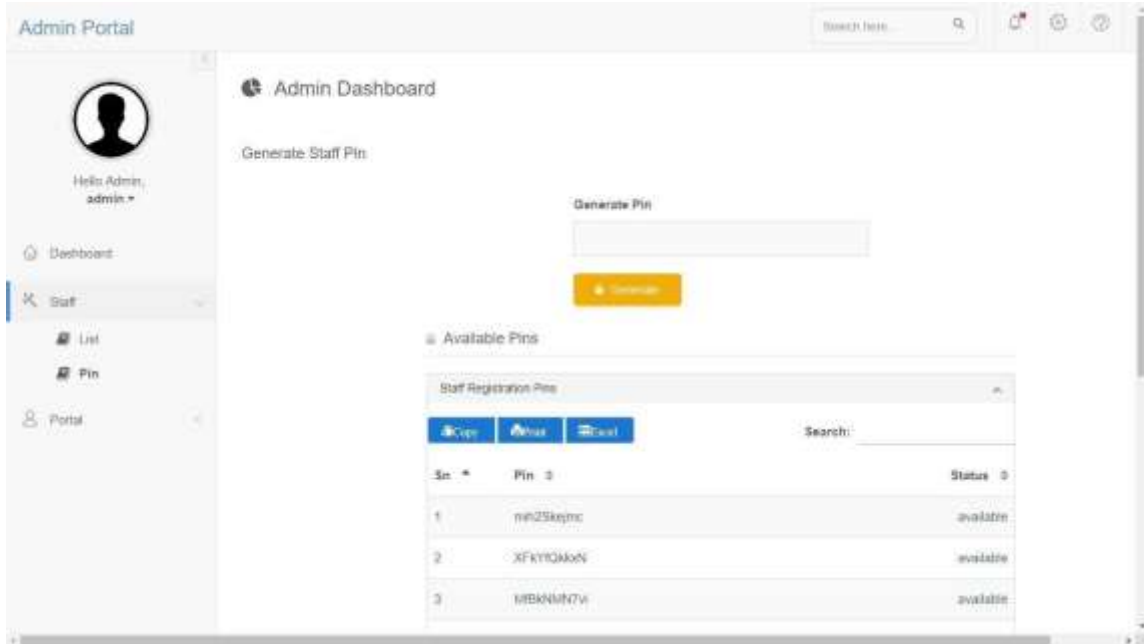 Admin Portal
Search here...
Hello Admin,
admin
Dashboard
Staff
List
Pin
Portal
Admin Dashboard
Generate Staff Pin
Generate Pin
Generate
Available Pins
Staff Registration Pins
Copy Print Excel
Search:
Sn Pin Status
1 available
2 available
3 available